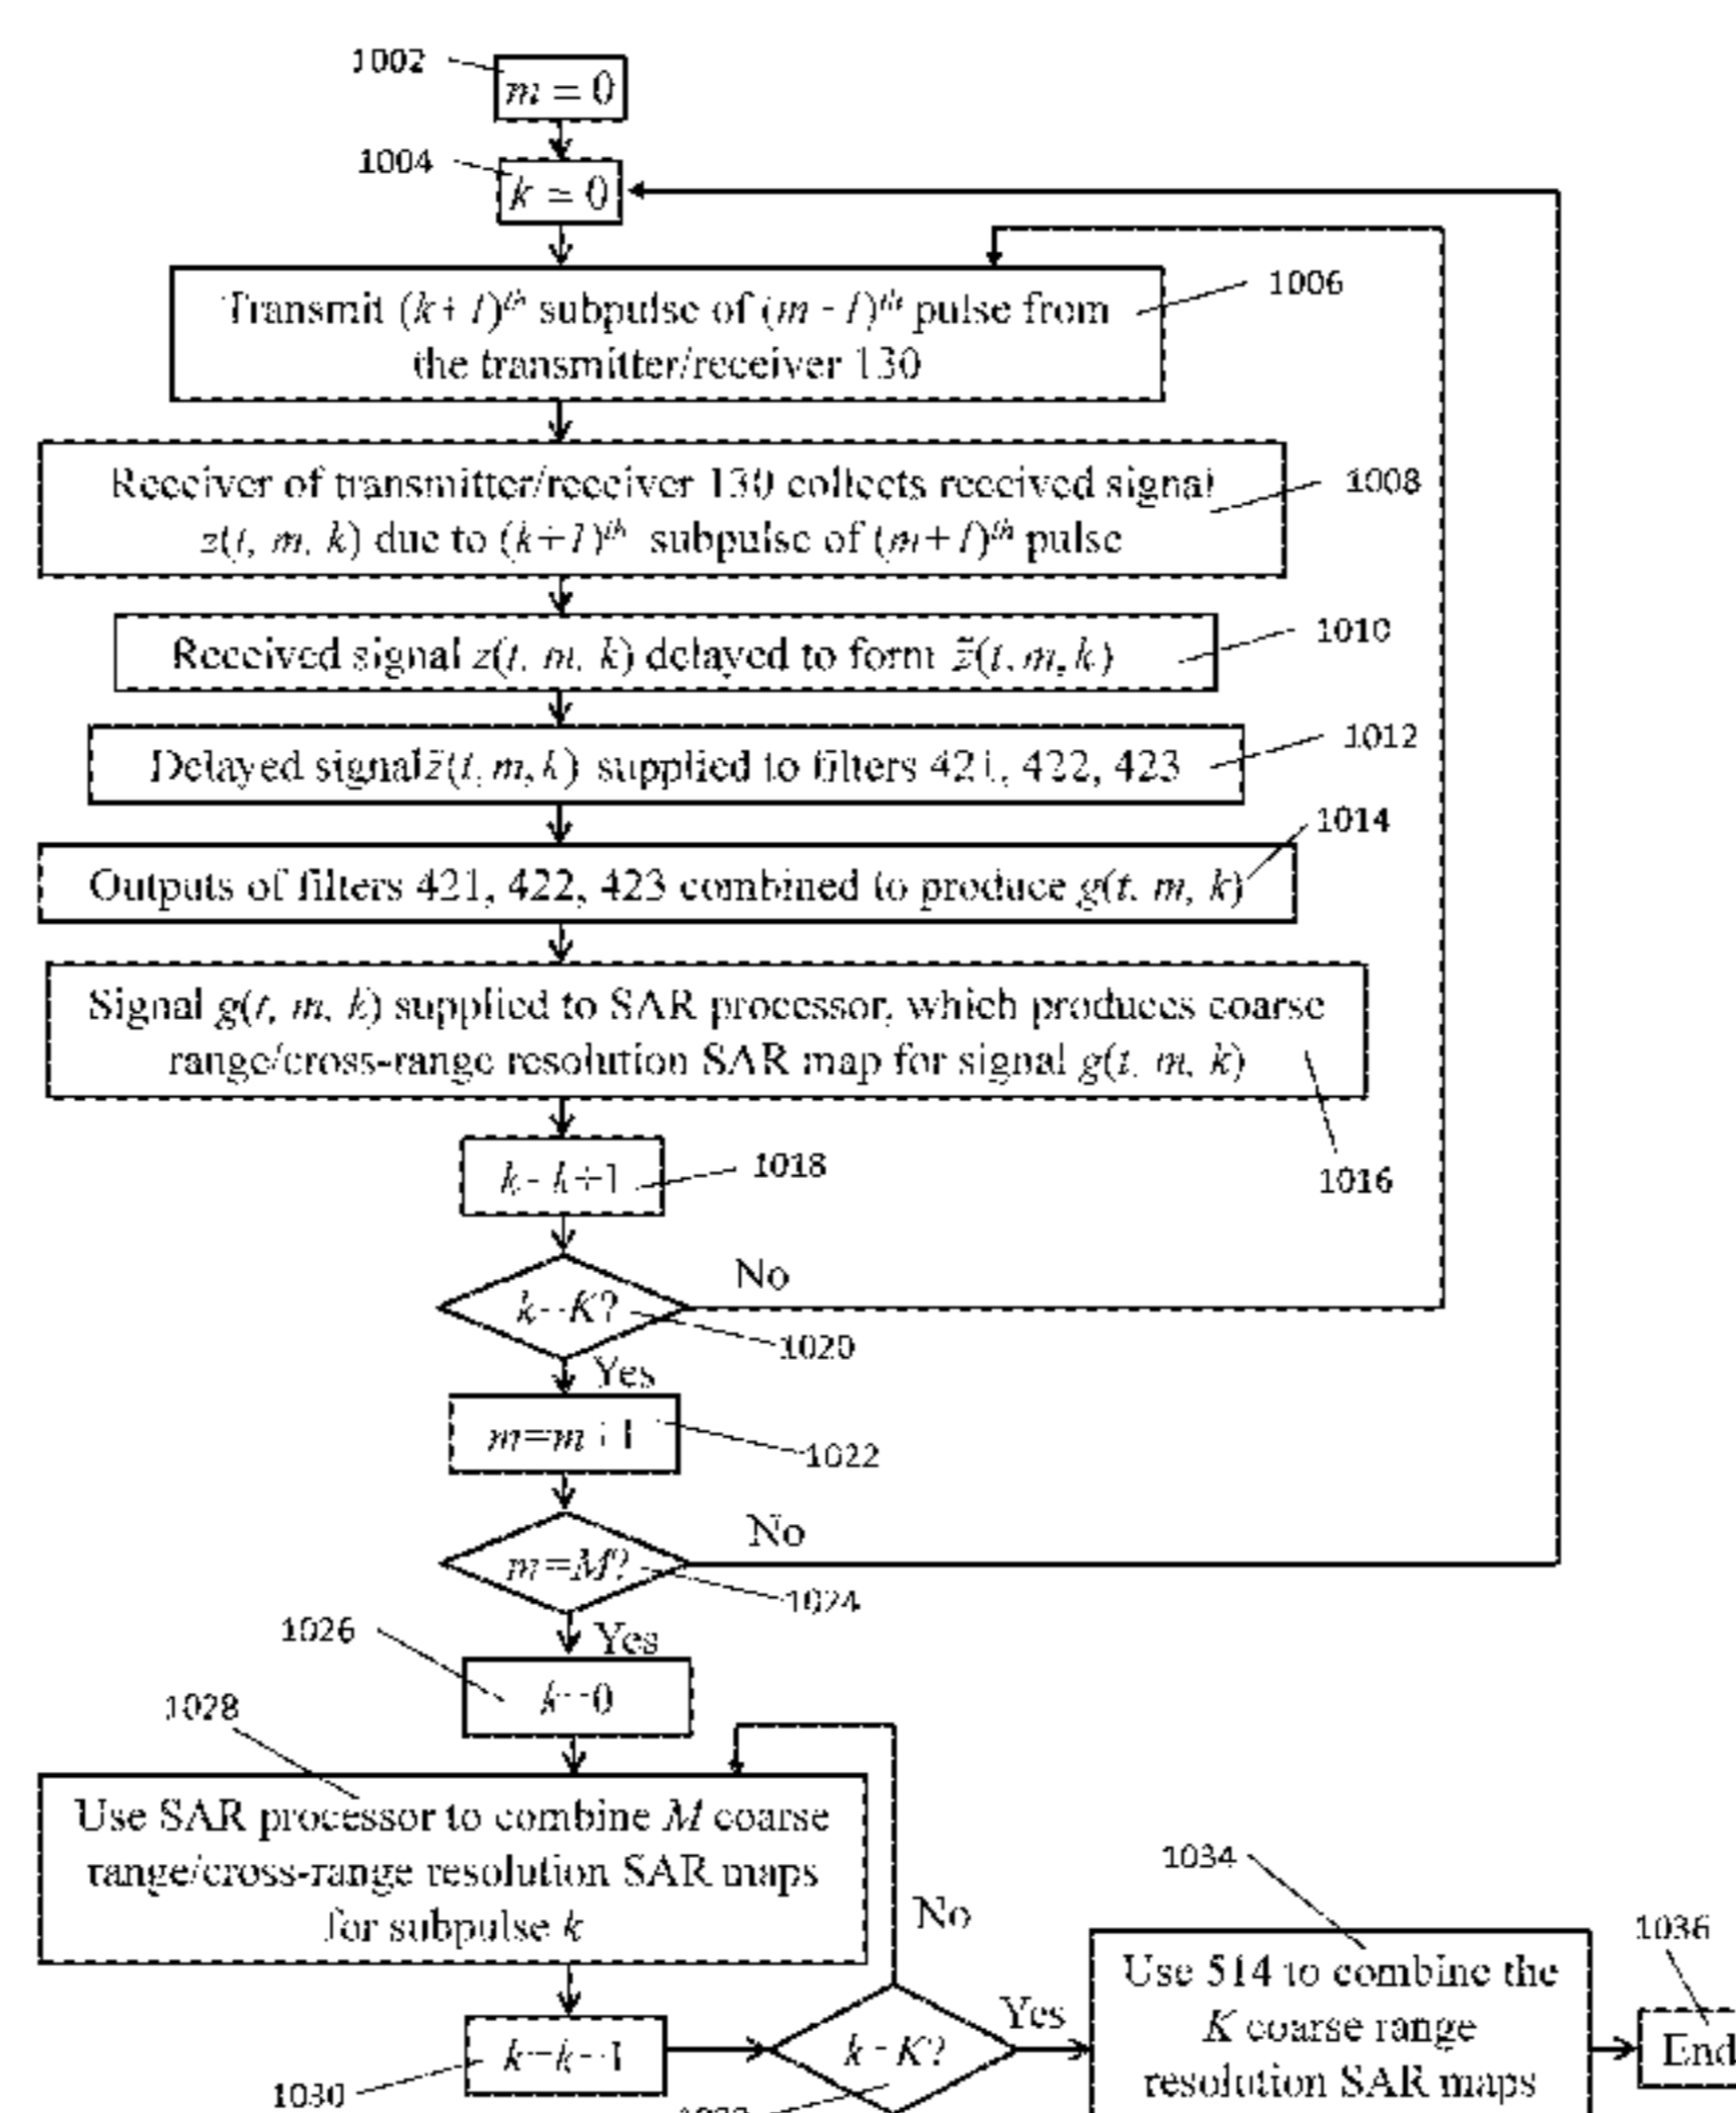 1002
m = 0
1004
k = 0
Transmit (k+1)th subpulse of (m-1)th pulse from
the transmitter/receiver 130
1006
Receiver of transmitter/receiver 130 collects received signal
z(t, m, k) due to (k+1)th subpulse of (m+1)th pulse
1008
Received signal z(t, m, k) delayed to form z̃(t, m, k)
1010
Delayed signal z̃(t, m, k) supplied to filters 421, 422, 423
1012
1014
Outputs of filters 421, 422, 423 combined to produce g(t, m, k)
Signal g(t, m, k) supplied to SAR processor, which produces coarse
range/cross-range resolution SAR map for signal g(t, m, k)
1016
k=k+1
1018
No
k=K?
1020
Yes
m=m+1
1022
No
m=M?
1024
1026
Yes
k=0
1028
Use SAR processor to combine M coarse
range/cross-range resolution SAR maps
for subpulse k
No
1034
1036
Use 514 to combine the
K coarse range
resolution SAR maps
Yes
k=K?
End
1030